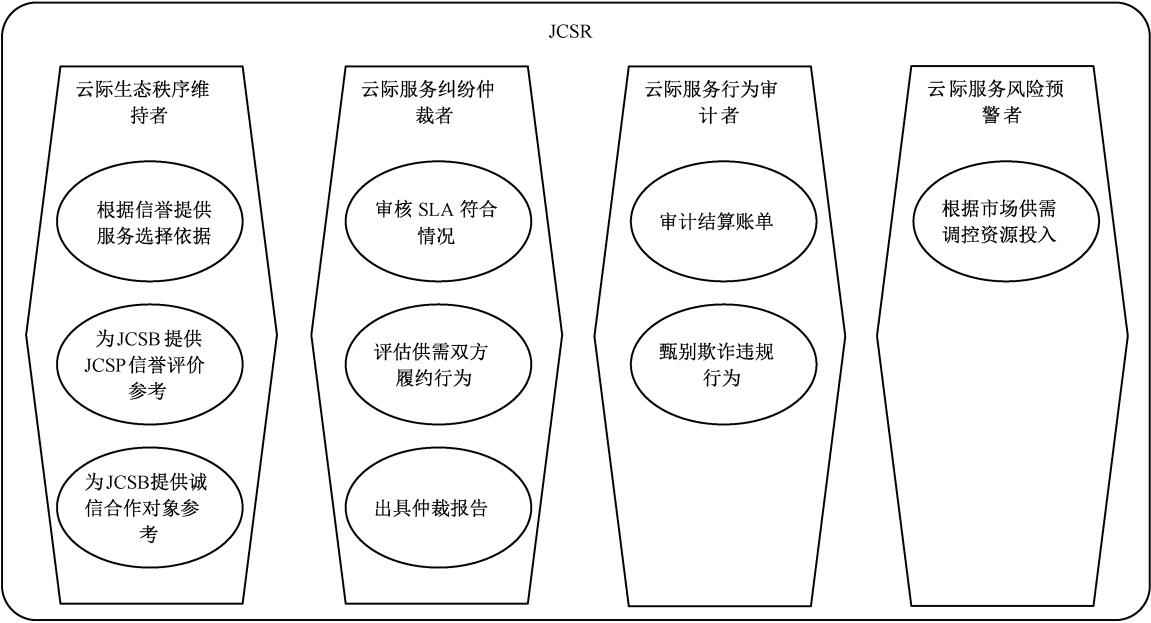 JCSR
云际生态秩序维
持者
根据信誉提供
服务选择依据
为JCSB 提供
JCSP信誉评价
参考
为JCSB提供诚
信合作对象参
考
云际服务纠纷仲
裁者
审核 SLA 符合
情况
评估供需双方
履约行为
出具仲裁报告
云际服务行为审
计者
审计结算账单
甄别欺诈违规
行为
云际服务风险预
警者
根据市场供需
调控资源投入